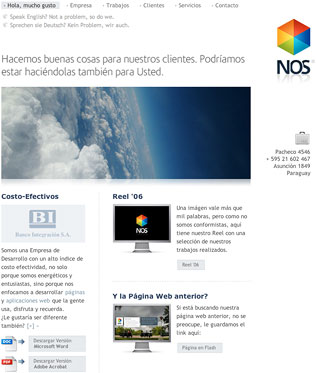 › Hola, mucho gusto › Empresa › Trabajos › Clientes › Servicios › Contacto
Speak English? Not a problem, so do we.
Sprechen sie Deutsch? Kein Problem, wir auch.
NOS
Hacemos buenas cosas para nuestros clientes. Podríamos
estar haciéndolas también para Usted.
Pacheco 4546
+ 595 21 602 467
Asunción 1849
Paraguay
Costo-Efectivos
BI
Banco Integración S.A.
Somos una Empresa de
Desarrollo con un alto índice de
costo efectividad, no solo
porque somos energéticos y
entusiastas, sino porque nos
enfocamos a desarrollar páginas
y aplicaciones web que la gente
usa, disfruta y recuerda.
¿Le gustaría ser diferente
también? [+] »
DOC
Descargar Versión:
Microsoft Word
PDF
Descargar Versión:
Adobe Acrobat
Reel '06
NOS
Una imágen vale más que
mil palabras, pero como no
somos conformistas, aquí
tiene nuestro Reel con una
selección de nuestros
trabajos realizados.
Reel '06
Y la Página Web anterior?
Si está buscando nuestra
página web anterior, no se
preocupe, le guardamos el
link aquí:
Página en Flash